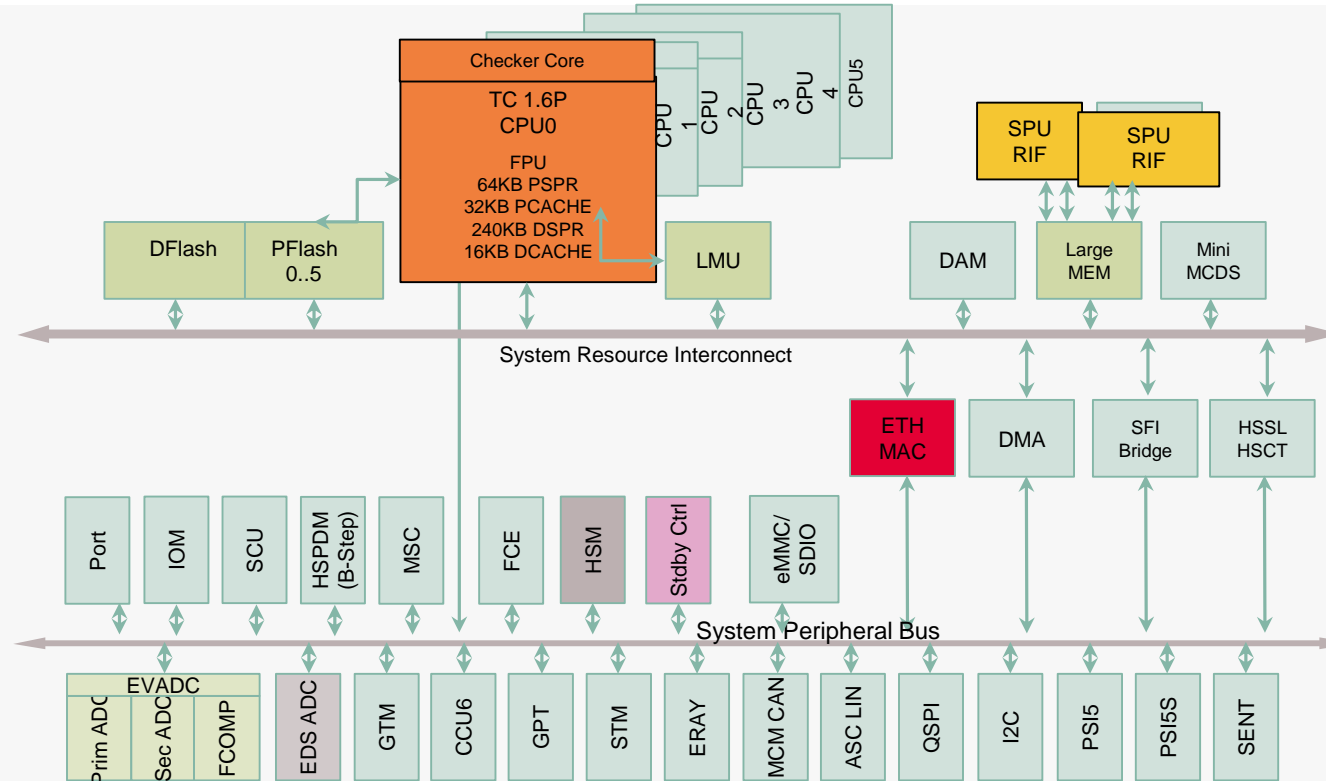 Checker Core
TC 1.6P
CPU0
FPU
64KB PSPR
32KB PCACHE
240KB DSPR
16KB DCACHE
CPU
1
CPU
2
CPU
3
CPU
4
CPU5
SPU
RIF
SPU
RIF
DFlash
PFlash
0..5
LMU
DAM
Large
MEM
Mini
MCDS
System Resource Interconnect
ETH
MAC
DMA
SFI
Bridge
HSSL
HSCT
Port
IOM
SCU
HSPDM
(B-Step)
MSC
FCE
HSM
Stdby Ctrl
eMMC/
SDIO
System Peripheral Bus
EVADC
Prim ADC
Sec ADC
FCOMP
EDS ADC
GTM
CCU6
GPT
STM
ERAY
MCM CAN
ASC LIN
QSPI
I2C
PSI5
PSI5S
SENT